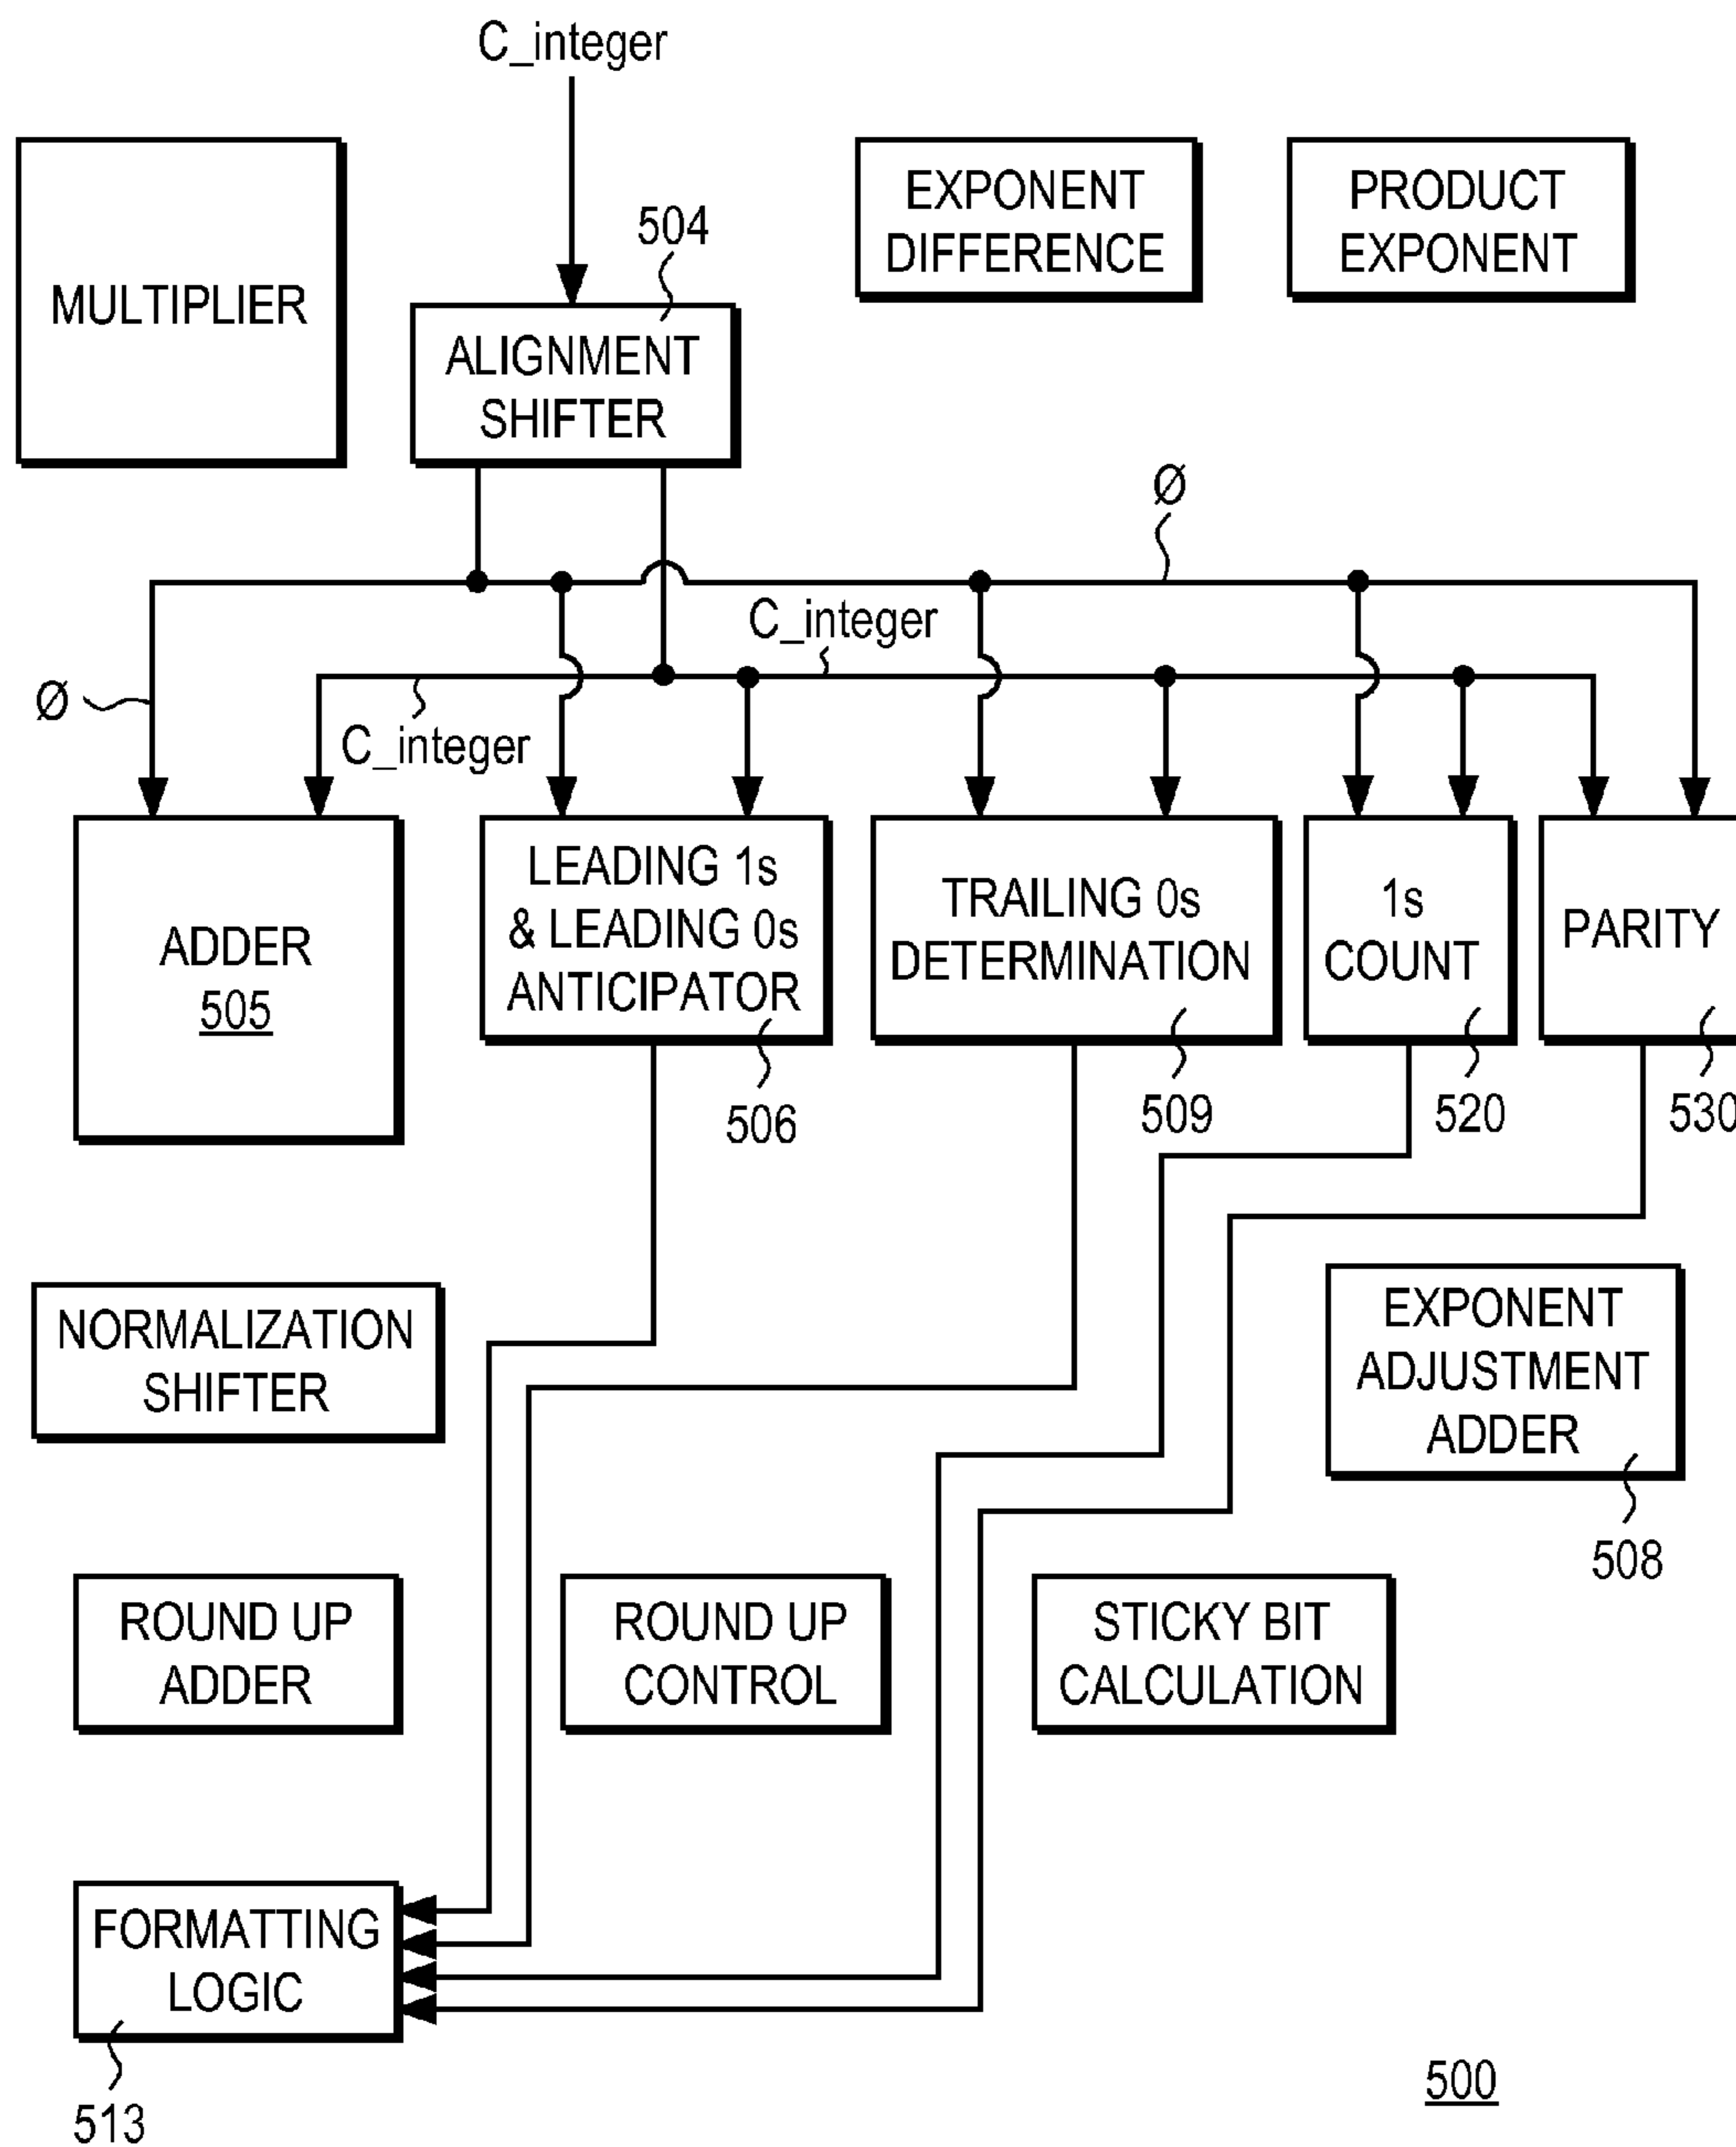 C_integer
MULTIPLIER
504
ALIGNMENT
SHIFTER
EXPONENT
DIFFERENCE
PRODUCT
EXPONENT
Ø
C_integer
Ø
C_integer
ADDER
505
LEADING 1s
& LEADING 0s
ANTICIPATOR
506
TRAILING 0s
DETERMINATION
509
1s
COUNT
520
PARITY
530
NORMALIZATION
SHIFTER
EXPONENT
ADJUSTMENT
ADDER
508
ROUND UP
ADDER
ROUND UP
CONTROL
STICKY BIT
CALCULATION
FORMATTING
LOGIC
513
500